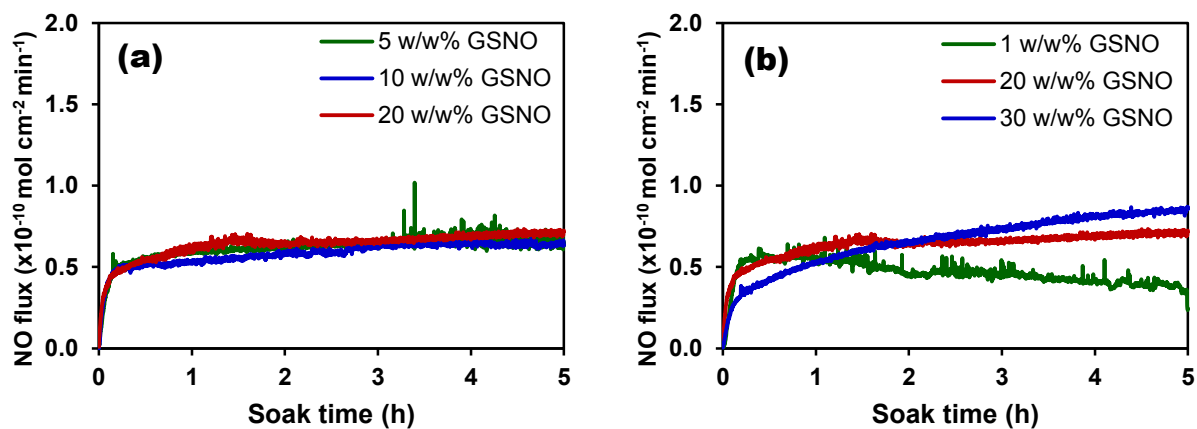 (a)
5 w/w% GSNO
10 w/w% GSNO
20 w/w% GSNO
NO flux (x10⁻¹⁰ mol cm⁻² min⁻¹)
2.0
1.5
1.0
0.5
0.0
0 1 2 3 4 5
Soak time (h)
(b)
1 w/w% GSNO
20 w/w% GSNO
30 w/w% GSNO
NO flux (x10⁻¹⁰ mol cm⁻² min⁻¹)
2.0
1.5
1.0
0.5
0.0
0 1 2 3 4 5
Soak time (h)